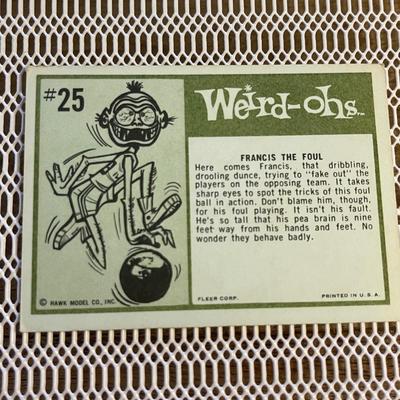 #25
Weird-ohs™
FRANCIS THE FOUL
Here comes Francis, that dribbling,
drooling dunce, trying to "fake out" the
players on the opposing team. It takes
sharp eyes to spot the tricks of this foul
ball in action. Don't blame him, though,
for his foul playing. It isn't his fault.
He's so tall that his pea brain is nine
feet way from his hands and feet. No
wonder they behave badly.
© HAWK MODEL CO., INC.
FLEER CORP.
PRINTED IN U.S.A.